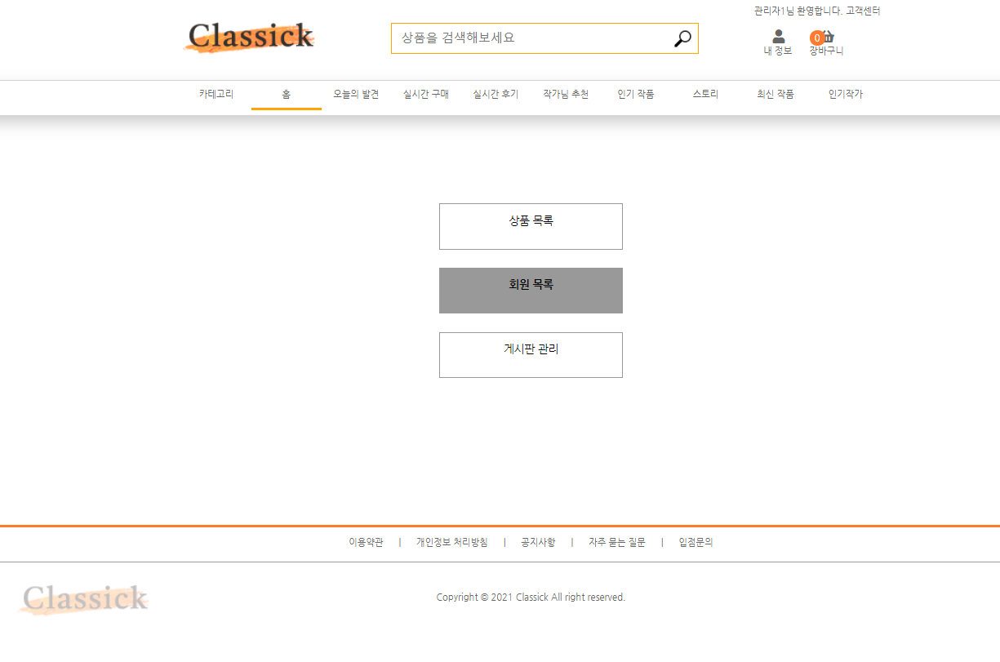 관리자1님 환영합니다. 고객센터
Classick
상품을 검색해보세요
0
내 정보
장바구니
카테고리 홈 오늘의 발견 실시간 구매 실시간 후기 작가님 추천 인기 작품 스토리 최신 작품 인기작가
상품 목록
회원 목록
게시판 관리
이용약관 | 개인정보 처리방침 | 공지사항 | 자주 묻는 질문 | 입점문의
Classick
Copyright © 2021 Classick All right reserved.